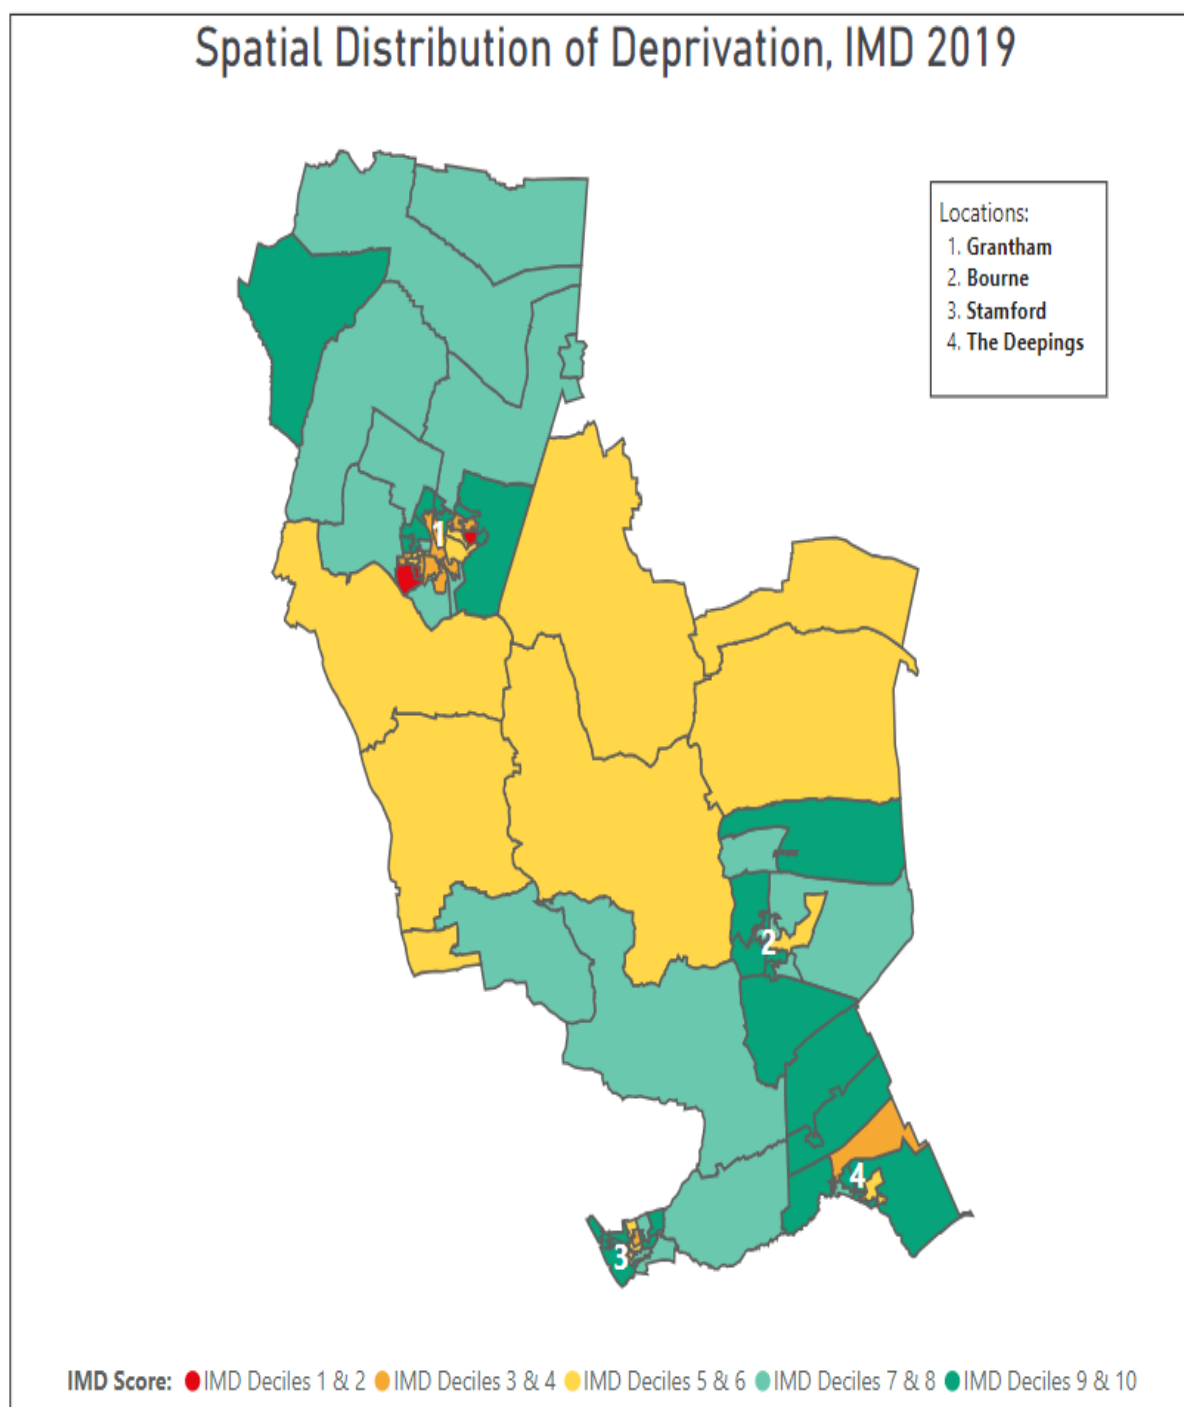 Spatial Distribution of Deprivation, IMD 2019
Locations:
1. Grantham
2. Bourne
3. Stamford
4. The Deepings
1
2
4
3
IMD Score: IMD Deciles 1 & 2 IMD Deciles 3 & 4 IMD Deciles 5 & 6 IMD Deciles 7 & 8 IMD Deciles 9 & 10